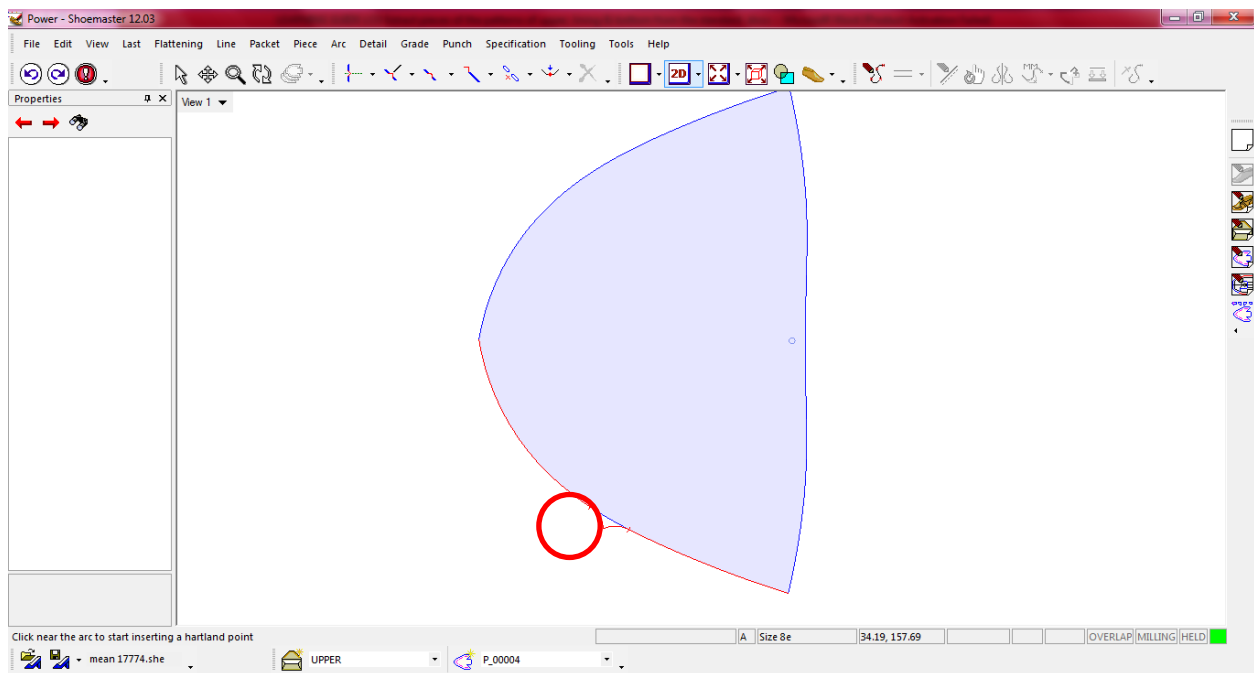 Power - Shoemaster 12.03
File Edit View Last Flattening Line Packet Piece Arc Detail Grade Punch Specification Tooling Tools Help
2D
Properties
View 1
Click near the arc to start inserting a hartland point
A Size 8e 34.19, 157.69 OVERLAP MILLING HELD
mean 17774.she UPPER P_00004